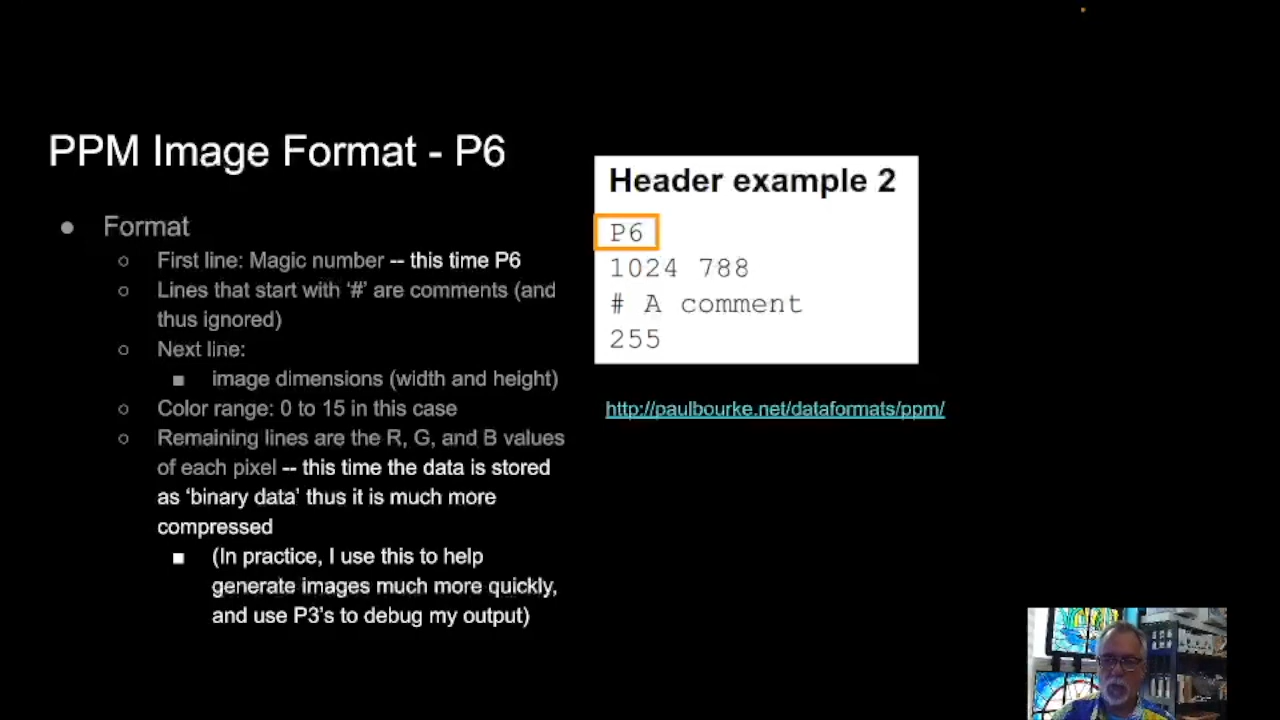 PPM Image Format - P6
● Format
○ First line: Magic number -- this time P6
○ Lines that start with ‘#’ are comments (and
thus ignored)
○ Next line:
■ image dimensions (width and height)
○ Color range: 0 to 15 in this case
○ Remaining lines are the R, G, and B values
of each pixel -- this time the data is stored
as ‘binary data’ thus it is much more
compressed
■ (In practice, I use this to help
generate images much more quickly,
and use P3’s to debug my output)
Header example 2
P6
1024 788
# A comment
255
http://paulbourke.net/dataformats/ppm/